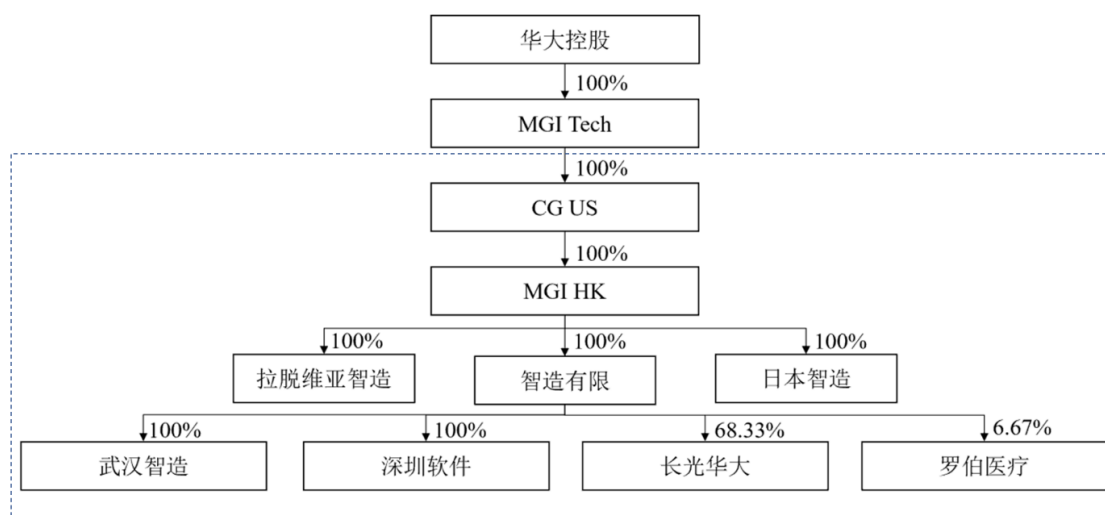 华大控股
100%
MGI Tech
100%
CG US
100%
MGI HK
100% 100% 100%
拉脱维亚智造 智造有限 日本智造
100% 100% 68.33% 6.67%
武汉智造 深圳软件 长光华大 罗伯医疗